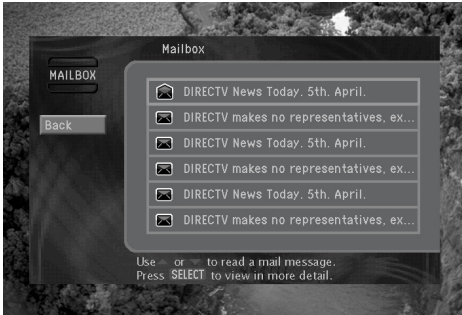 Mailbox
MAILBOX
Back
DIRECTV News Today. 5th. April.
DIRECTV makes no representatives, ex...
DIRECTV News Today. 5th. April.
DIRECTV makes no representatives, ex...
DIRECTV News Today. 5th. April.
DIRECTV makes no representatives, ex...
Use or to read a mail message.
Press SELECT to view in more detail.